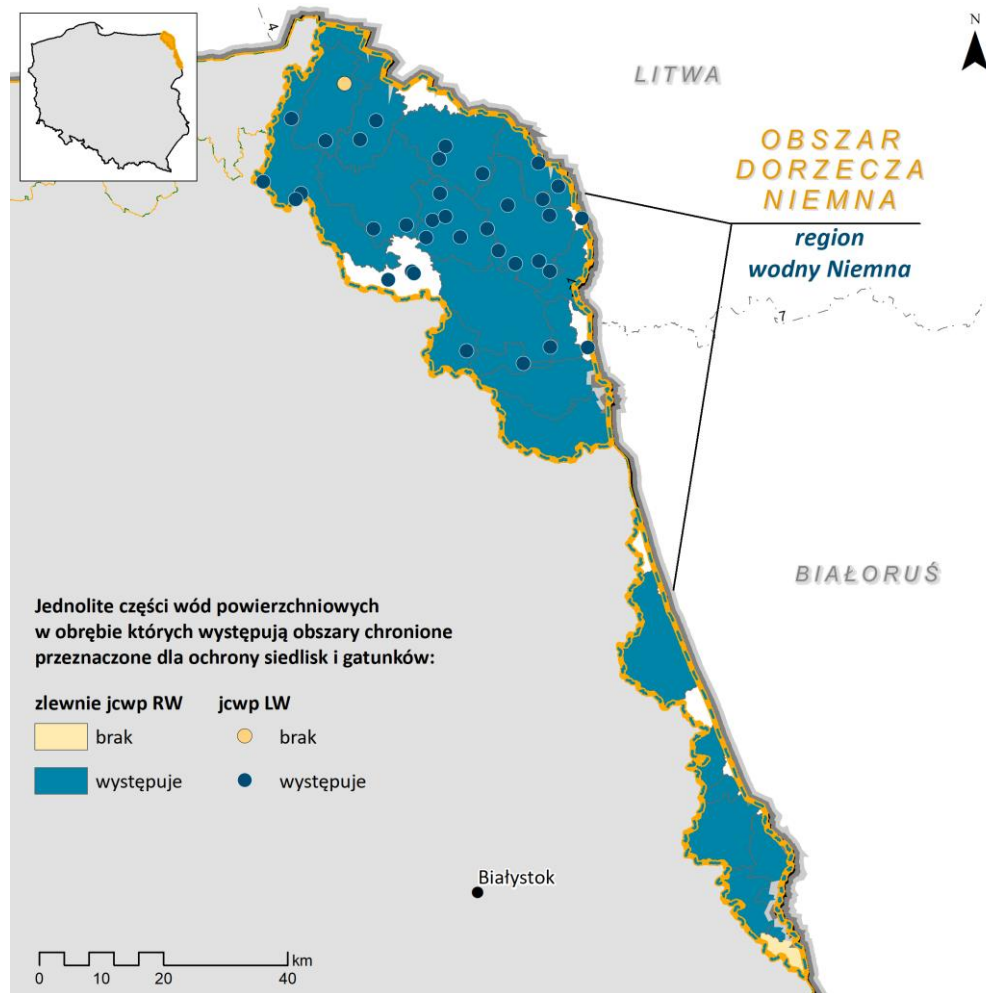 N
LITWA
OBSZAR
DORZECZA
NIEMNA
region
wodny Niemna
BIAŁORUŚ
Jednolite części wód powierzchniowych
w obrębie których występują obszary chronione
przeznaczone dla ochrony siedlisk i gatunków:
zlewnie jcwp RW
jcwp LW
brak
brak
występuje
występuje
Białystok
km
0
10
20
40